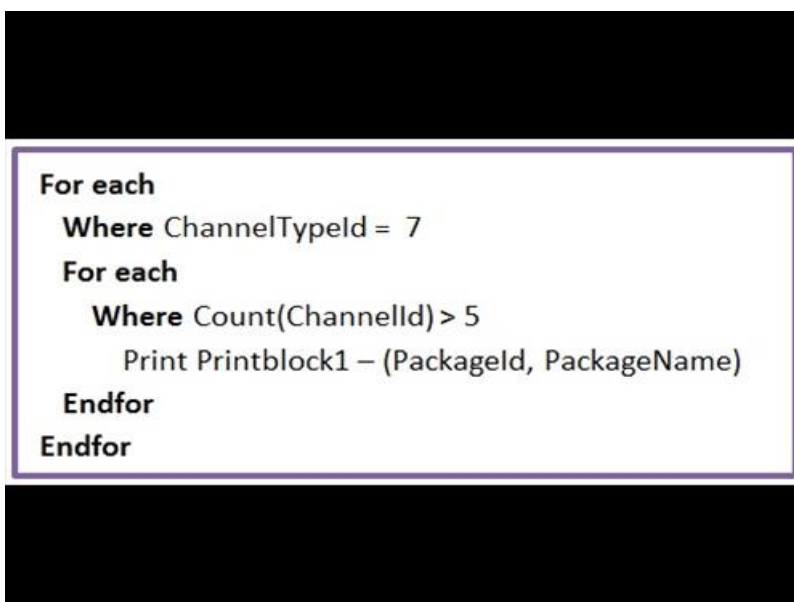 For each
Where ChannelTypeId = 7
For each
Where Count(ChannelId) > 5
Print Printblock1 – (PackageId, PackageName)
Endfor
Endfor